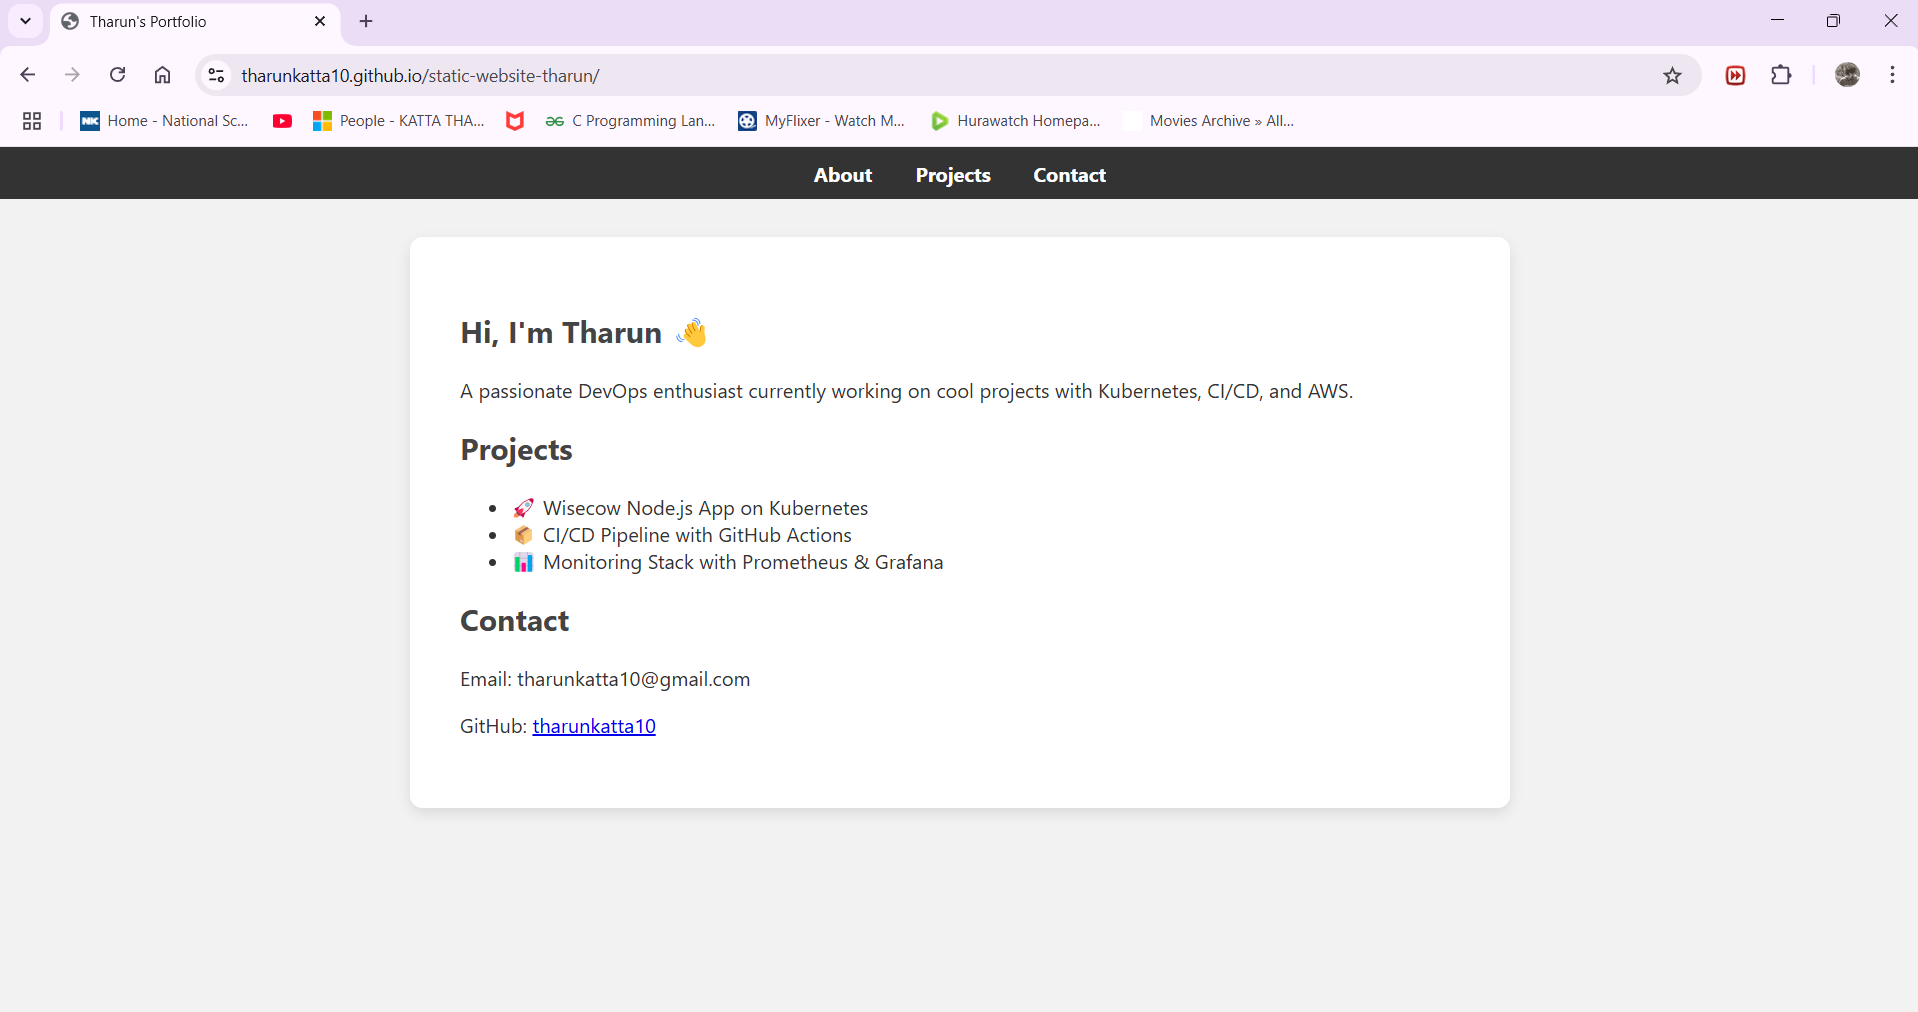 Tharun's Portfolio
tharunkatta10.github.io/static-website-tharun/
NK Home - National Sc... People - KATTA THA... C Programming Lan... MyFlixer - Watch M... Hurawatch Homepa... Movies Archive » All...
About Projects Contact
Hi, I'm Tharun 👋
A passionate DevOps enthusiast currently working on cool projects with Kubernetes, CI/CD, and AWS.
Projects
• 🚀 Wisecow Node.js App on Kubernetes
• 📦 CI/CD Pipeline with GitHub Actions
• 📊 Monitoring Stack with Prometheus & Grafana
Contact
Email: tharunkatta10@gmail.com
GitHub: tharunkatta10